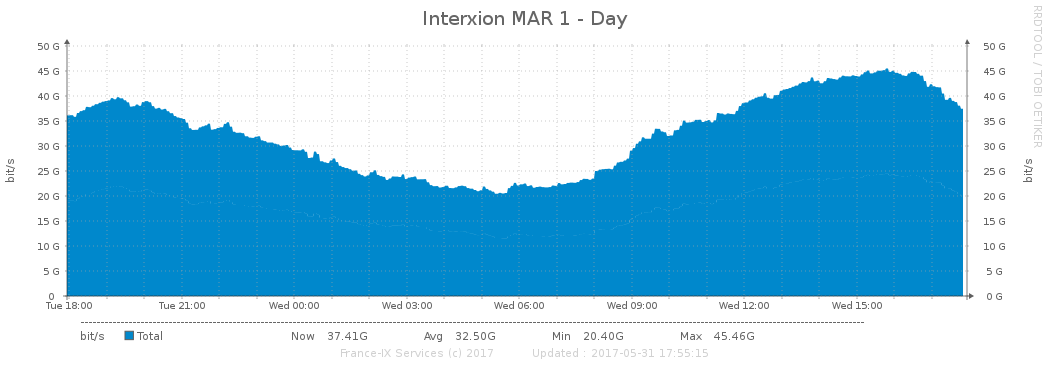 Interxion MAR 1 - Day
RRDTOOL / TOBI OETIKER
50 G 50 G
45 G 45 G
40 G 40 G
35 G 35 G
30 G 30 G
25 G 25 G
20 G 20 G
15 G 15 G
10 G 10 G
5 G 5 G
0 0 G
bit/s bit/s
Tue 18:00 Tue 21:00 Wed 00:00 Wed 03:00 Wed 06:00 Wed 09:00 Wed 12:00 Wed 15:00
bit/s Total Now 37.41G Avg 32.50G Min 20.40G Max 45.46G
France-IX Services (c) 2017 Updated : 2017-05-31 17:55:15